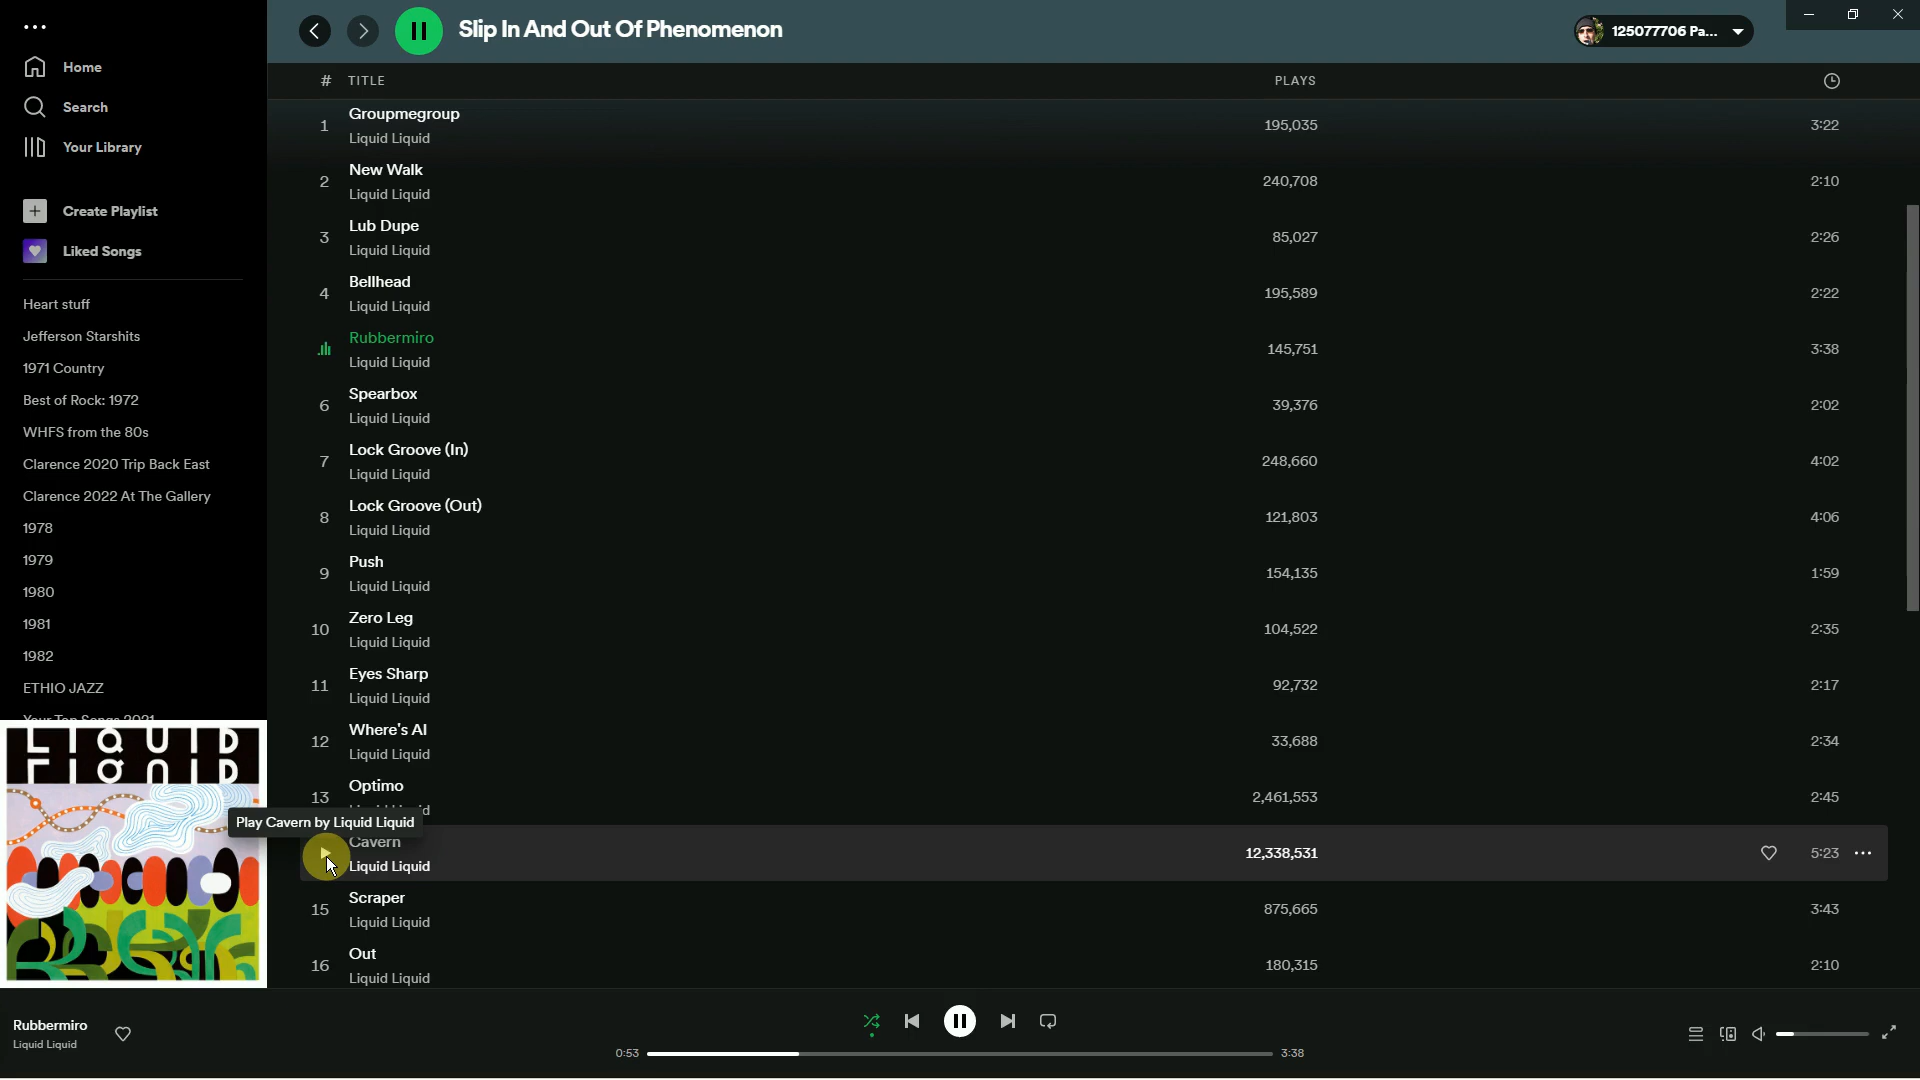 Slip In And Out Of Phenomenon
125077706 Pa...
Home
Search
Your Library
Create Playlist
Liked Songs
Heart stuff
Jefferson Starshits
1971 Country
Best of Rock: 1972
WHFS from the 80s
Clarence 2020 Trip Back East
Clarence 2022 At The Gallery
1978
1979
1980
1981
1982
ETHIO JAZZ
Your Top Songs 2021
LIQUID
LIQUID
# TITLE PLAYS
1 Groupmegroup 195,035 3:22
Liquid Liquid
2 New Walk 240,708 2:10
Liquid Liquid
3 Lub Dupe 85,027 2:26
Liquid Liquid
4 Bellhead 195,589 2:22
Liquid Liquid
Rubbermiro 145,751 3:38
Liquid Liquid
6 Spearbox 39,376 2:02
Liquid Liquid
7 Lock Groove (In) 248,660 4:02
Liquid Liquid
8 Lock Groove (Out) 121,803 4:06
Liquid Liquid
9 Push 154,135 1:59
Liquid Liquid
10 Zero Leg 104,522 2:35
Liquid Liquid
11 Eyes Sharp 92,732 2:17
Liquid Liquid
12 Where's Al 33,688 2:34
Liquid Liquid
13 Optimo 2,461,553 2:45
Play Cavern by Liquid Liquid
Cavern 12,338,531 5:23
Liquid Liquid
15 Scraper 875,665 3:43
Liquid Liquid
16 Out 180,315 2:10
Liquid Liquid
Rubbermiro
Liquid Liquid
0:53 3:38